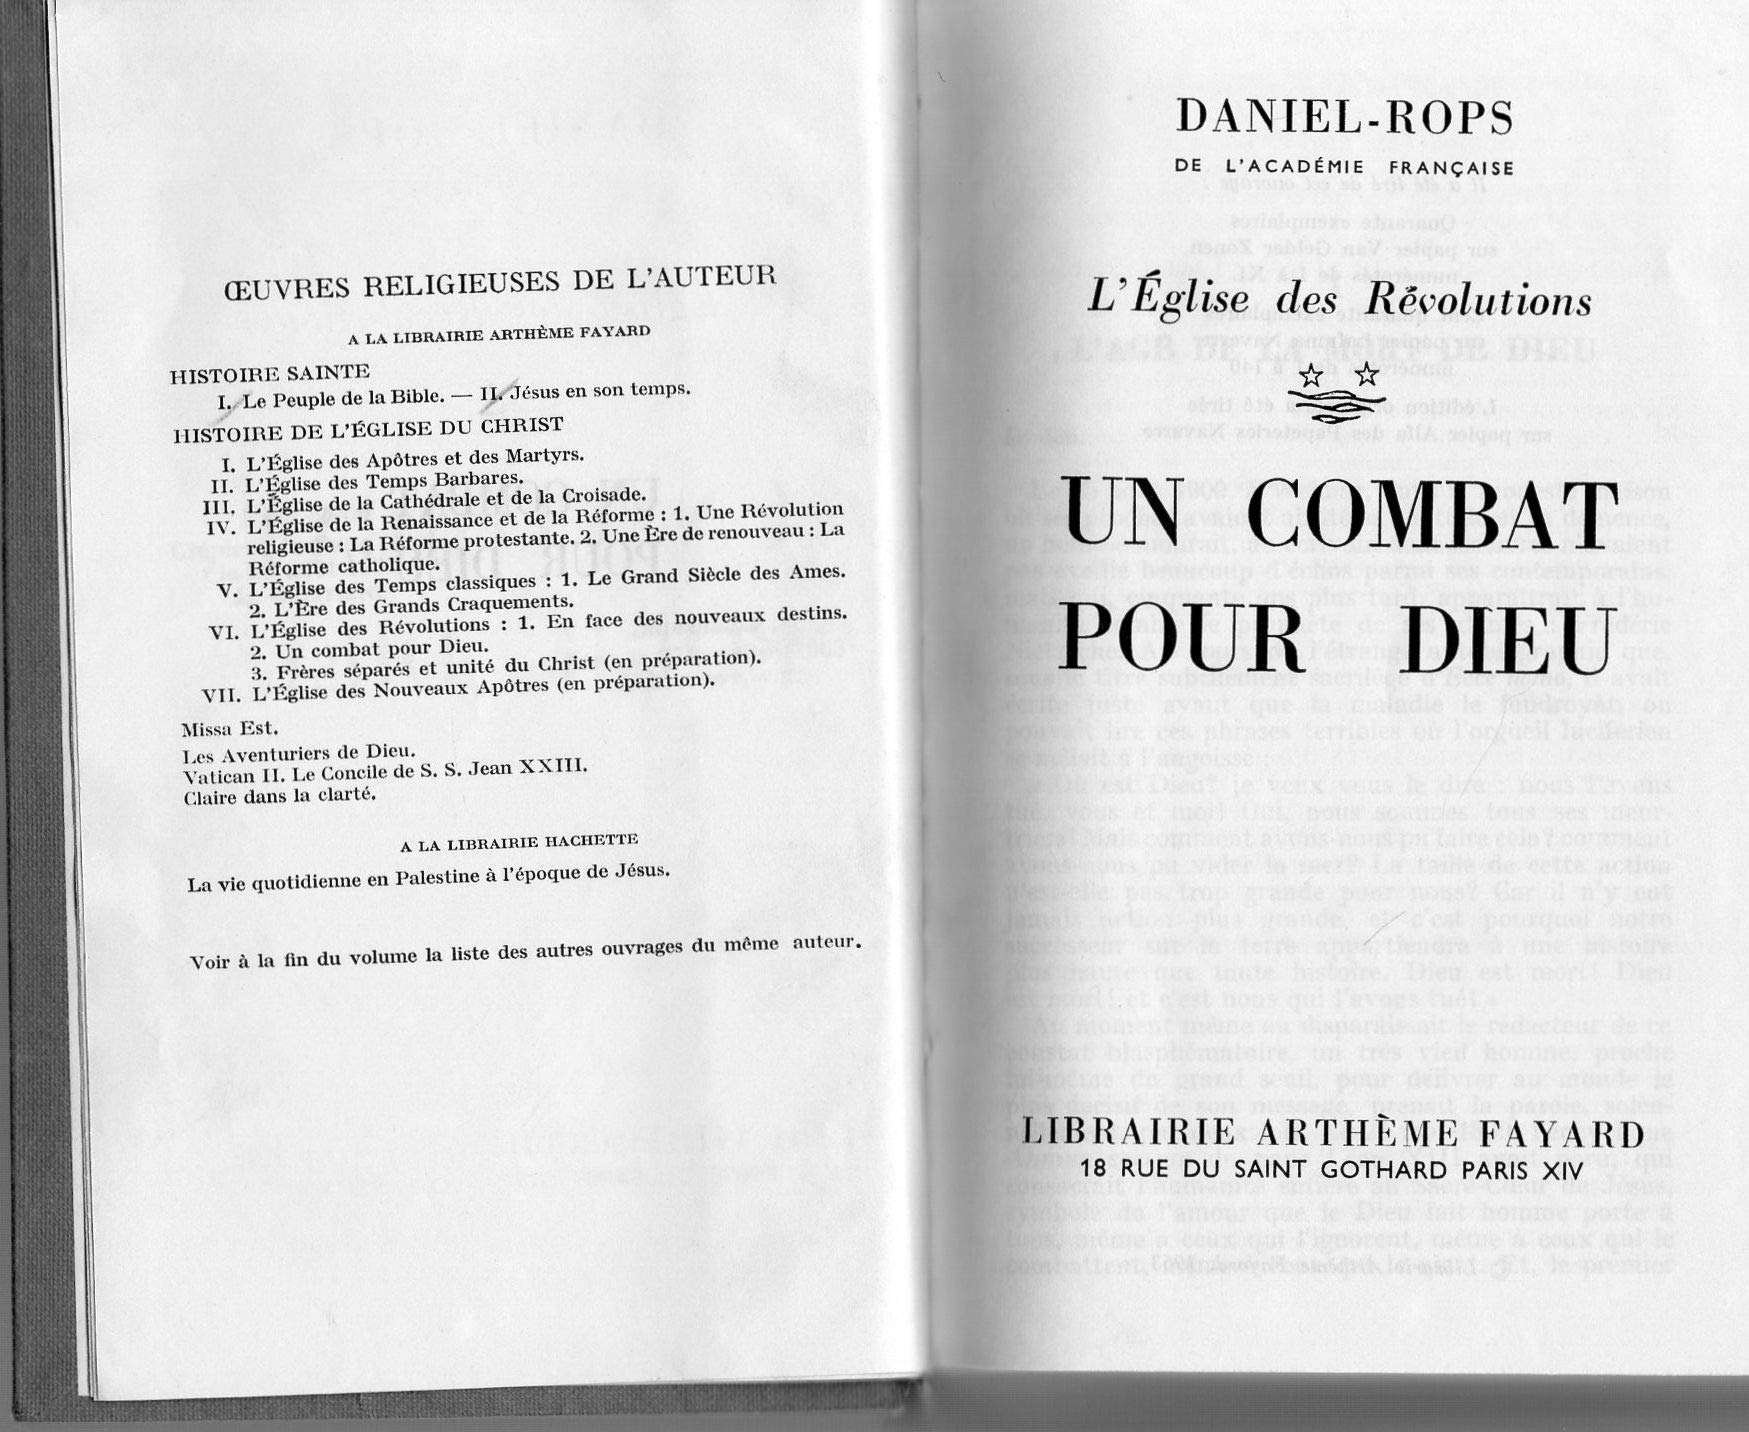 ŒUVRES RELIGIEUSES DE L'AUTEUR
A LA LIBRAIRIE ARTHÈME FAYARD
HISTOIRE SAINTE
I. Le Peuple de la Bible. — II. Jésus en son temps.
HISTOIRE DE L'ÉGLISE DU CHRIST
I. L'Église des Apôtres et des Martyrs.
II. L'Église des Temps Barbares.
III. L'Église de la Cathédrale et de la Croisade.
IV. L'Église de la Renaissance et de la Réforme : 1. Une Révolution
religieuse : La Réforme protestante. 2. Une Ère de renouveau : La
Réforme catholique.
V. L'Église des Temps classiques : 1. Le Grand Siècle des Ames.
2. L'Ère des Grands Craquements.
VI. L'Église des Révolutions : 1. En face des nouveaux destins.
2. Un combat pour Dieu.
3. Frères séparés et unité du Christ (en préparation).
VII. L'Église des Nouveaux Apôtres (en préparation).
Missa Est.
Les Aventuriers de Dieu.
Vatican II. Le Concile de S. S. Jean XXIII.
Claire dans la clarté.
A LA LIBRAIRIE HACHETTE
La vie quotidienne en Palestine à l'époque de Jésus.
Voir à la fin du volume la liste des autres ouvrages du même auteur.
DANIEL-ROPS
DE L'ACADÉMIE FRANÇAISE
L'Église des Révolutions
UN COMBAT
POUR DIEU
LIBRAIRIE ARTHÈME FAYARD
18 RUE DU SAINT GOTHARD PARIS XIV